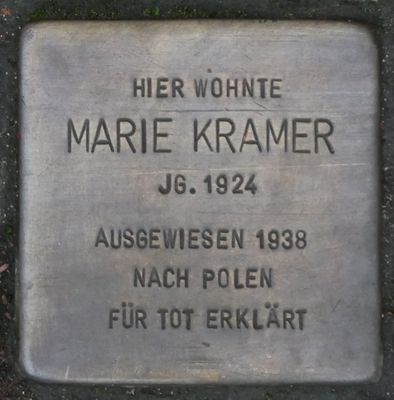 HIER WOHNTE
MARIE KRAMER
JG. 1924
AUSGEWIESEN 1938
NACH POLEN
FÜR TOT ERKLÄRT